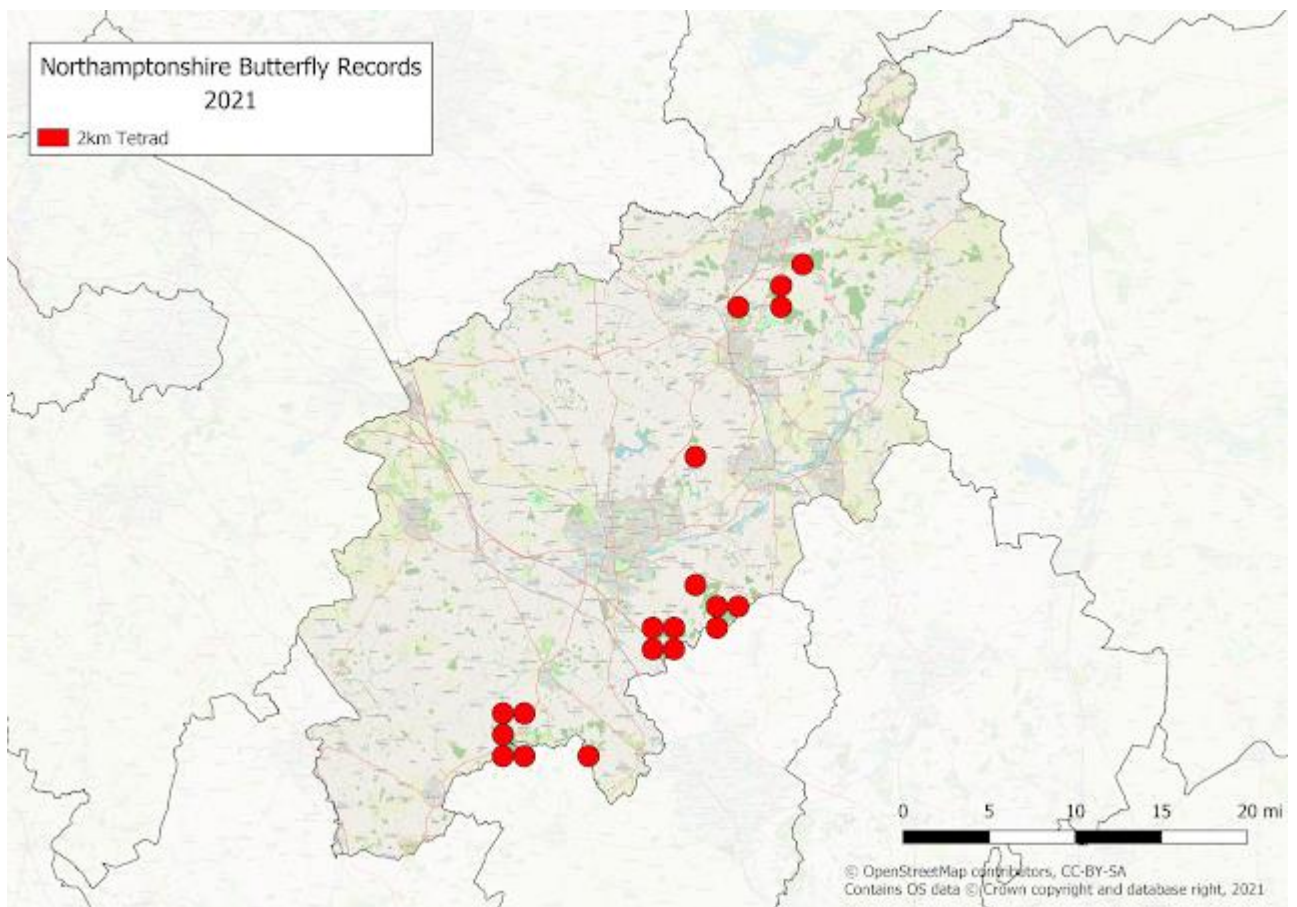 Northamptonshire Butterfly Records
2021
2km Tetrad
0 5 10 15 20 mi
© OpenStreetMap contributors, CC-BY-SA
Contains OS data © Crown copyright and database right, 2021